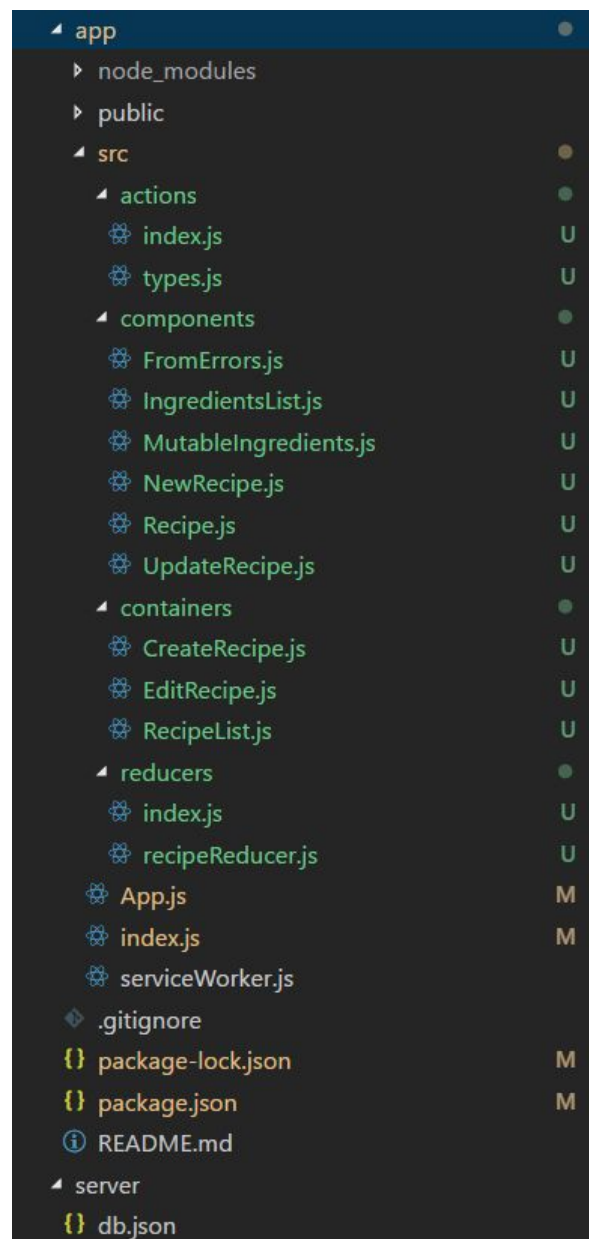 app
node_modules
public
src
actions
index.js U
types.js U
components
FromErrors.js U
IngredientsList.js U
MutableIngredients.js U
NewRecipe.js U
Recipe.js U
UpdateRecipe.js U
containers
CreateRecipe.js U
EditRecipe.js U
RecipeList.js U
reducers
index.js U
recipeReducer.js U
App.js M
index.js M
serviceWorker.js
.gitignore
{} package-lock.json M
{} package.json M
README.md
server
{} db.json